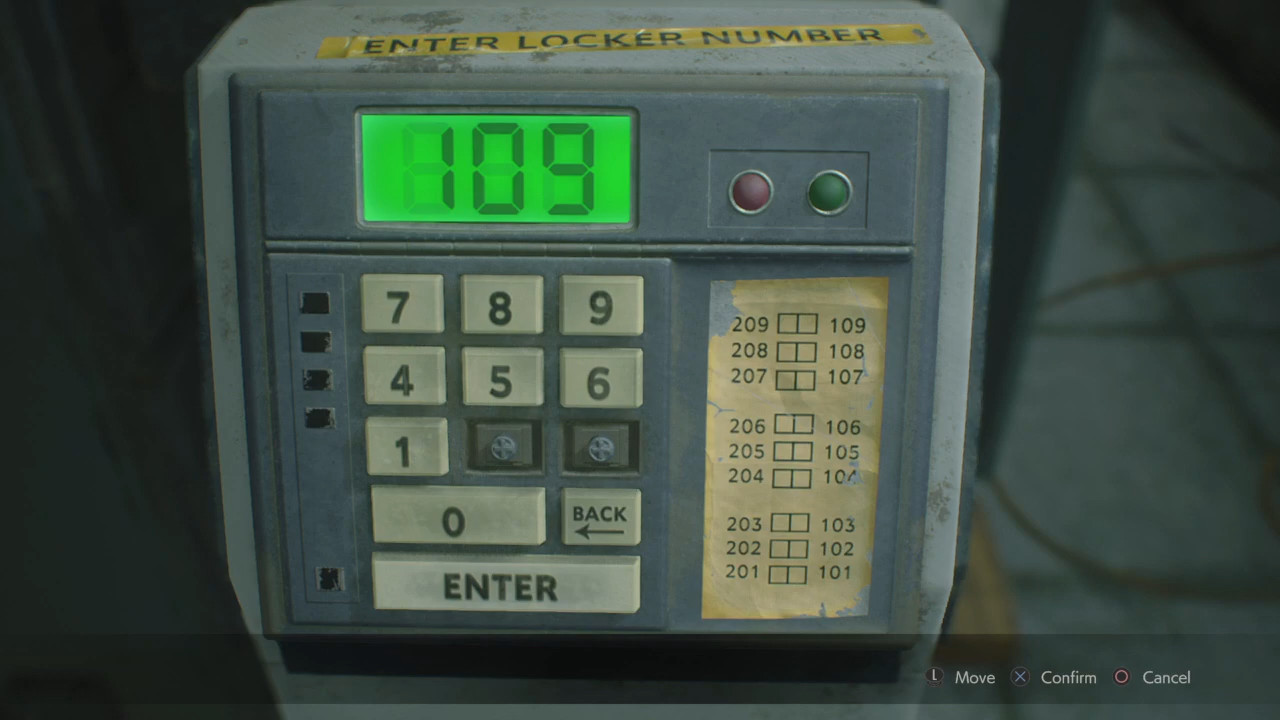 ENTER LOCKER NUMBER
109
7 8 9
4 5 6
1
0 BACK
ENTER
209 109
208 108
207 107
206 106
205 105
204 104
203 103
202 102
201 101
L Move Confirm Cancel